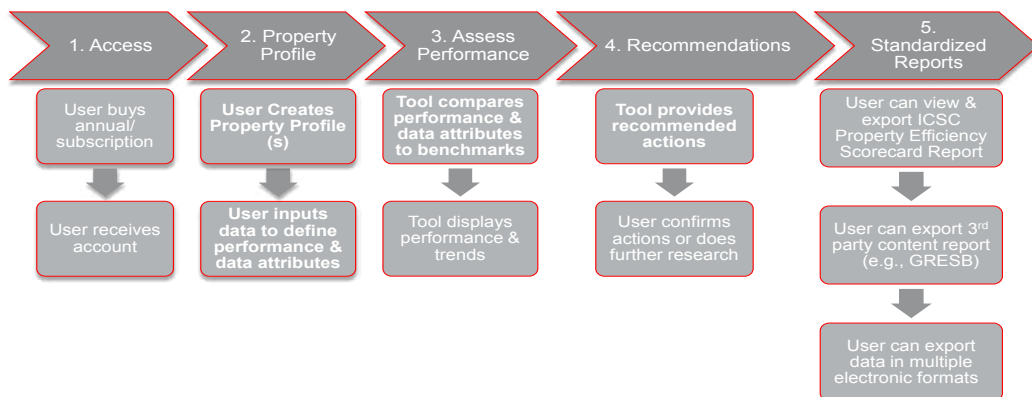 1. Access
2. Property
Profile
3. Assess
Performance
4. Recommendations
5.
Standardized
Reports
User buys
annual/
subscription
User Creates
Property Profile
(s)
Tool compares
performance &
data attributes
to benchmarks
Tool provides
recommended
actions
User can view &
export ICSC
Property Efficiency
Scorecard Report
User receives
account
User inputs
data to define
performance &
data attributes
Tool displays
performance &
trends
User confirms
actions or does
further research
User can export 3rd
party content report
(e.g., GRESB)
User can export
data in multiple
electronic formats